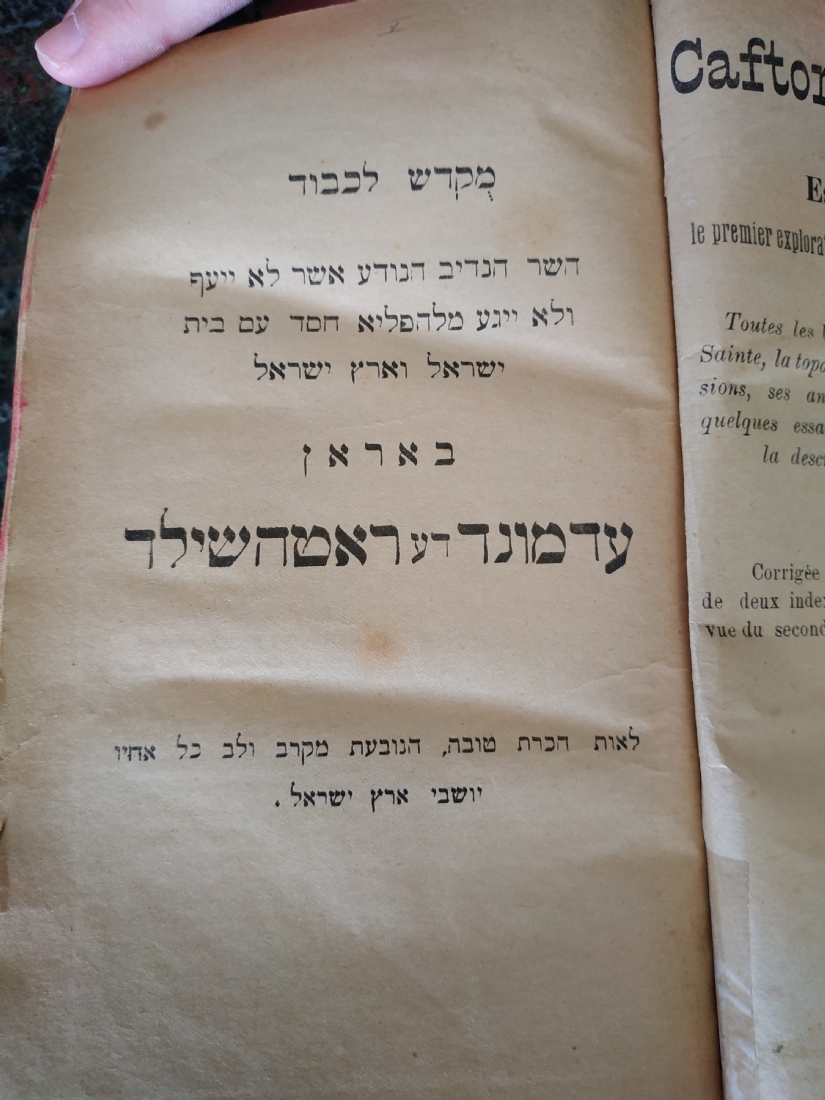 מֻקדש לכבוד
השר הנדיב הנודע אשר לא ייעף
ולא ייגע מלהפליא חסד עם בית
ישראל וארץ ישראל
באראן
עדמונד דע ראטהשילד
לאות הכרת טובה, הנובעת מקרב ולב כל אחיו
יושבי ארץ ישראל.
Caftor
le premier explora
Toutes les
Sainte, la topo
sions, ses an
quelques essa
la desc
Corrigée
de deux inde
vue du second